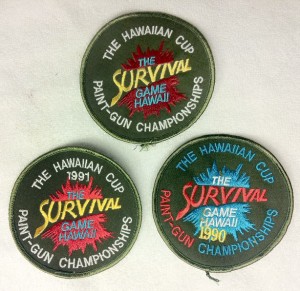 THE HAWAIIAN CUP
THE
SURVIVAL
GAME
HAWAII
PAINT-GUN CHAMPIONSHIPS
THE HAWAIIAN CUP
1991
THE
SURVIVAL
GAME
HAWAII
PAINT-GUN CHAMPIONSHIPS
THE HAWAIIAN CUP
THE
SURVIVAL
GAME
HAWAII
1990
PAINT-GUN CHAMPIONSHIPS